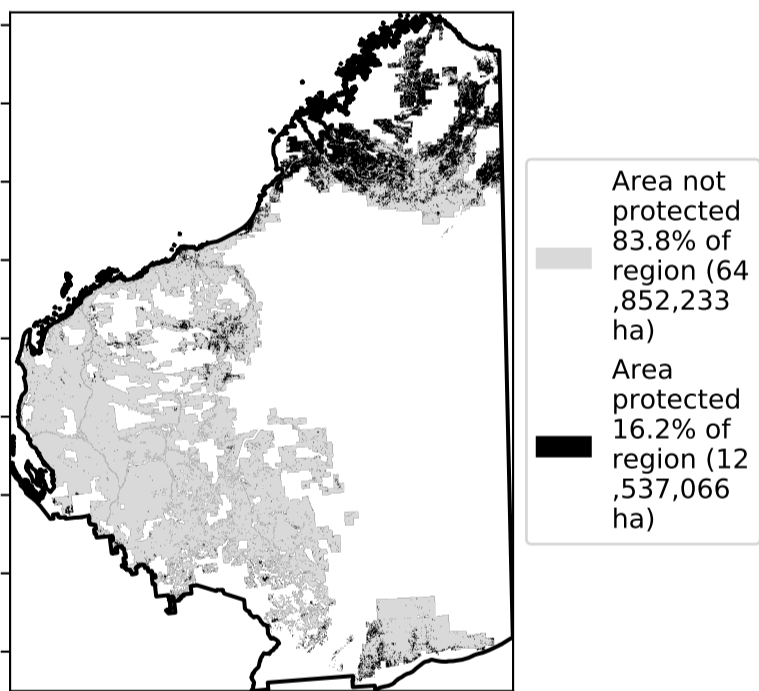 Area not
protected
83.8% of
region (64
,852,233
ha)
Area
protected
16.2% of
region (12
,537,066
ha)